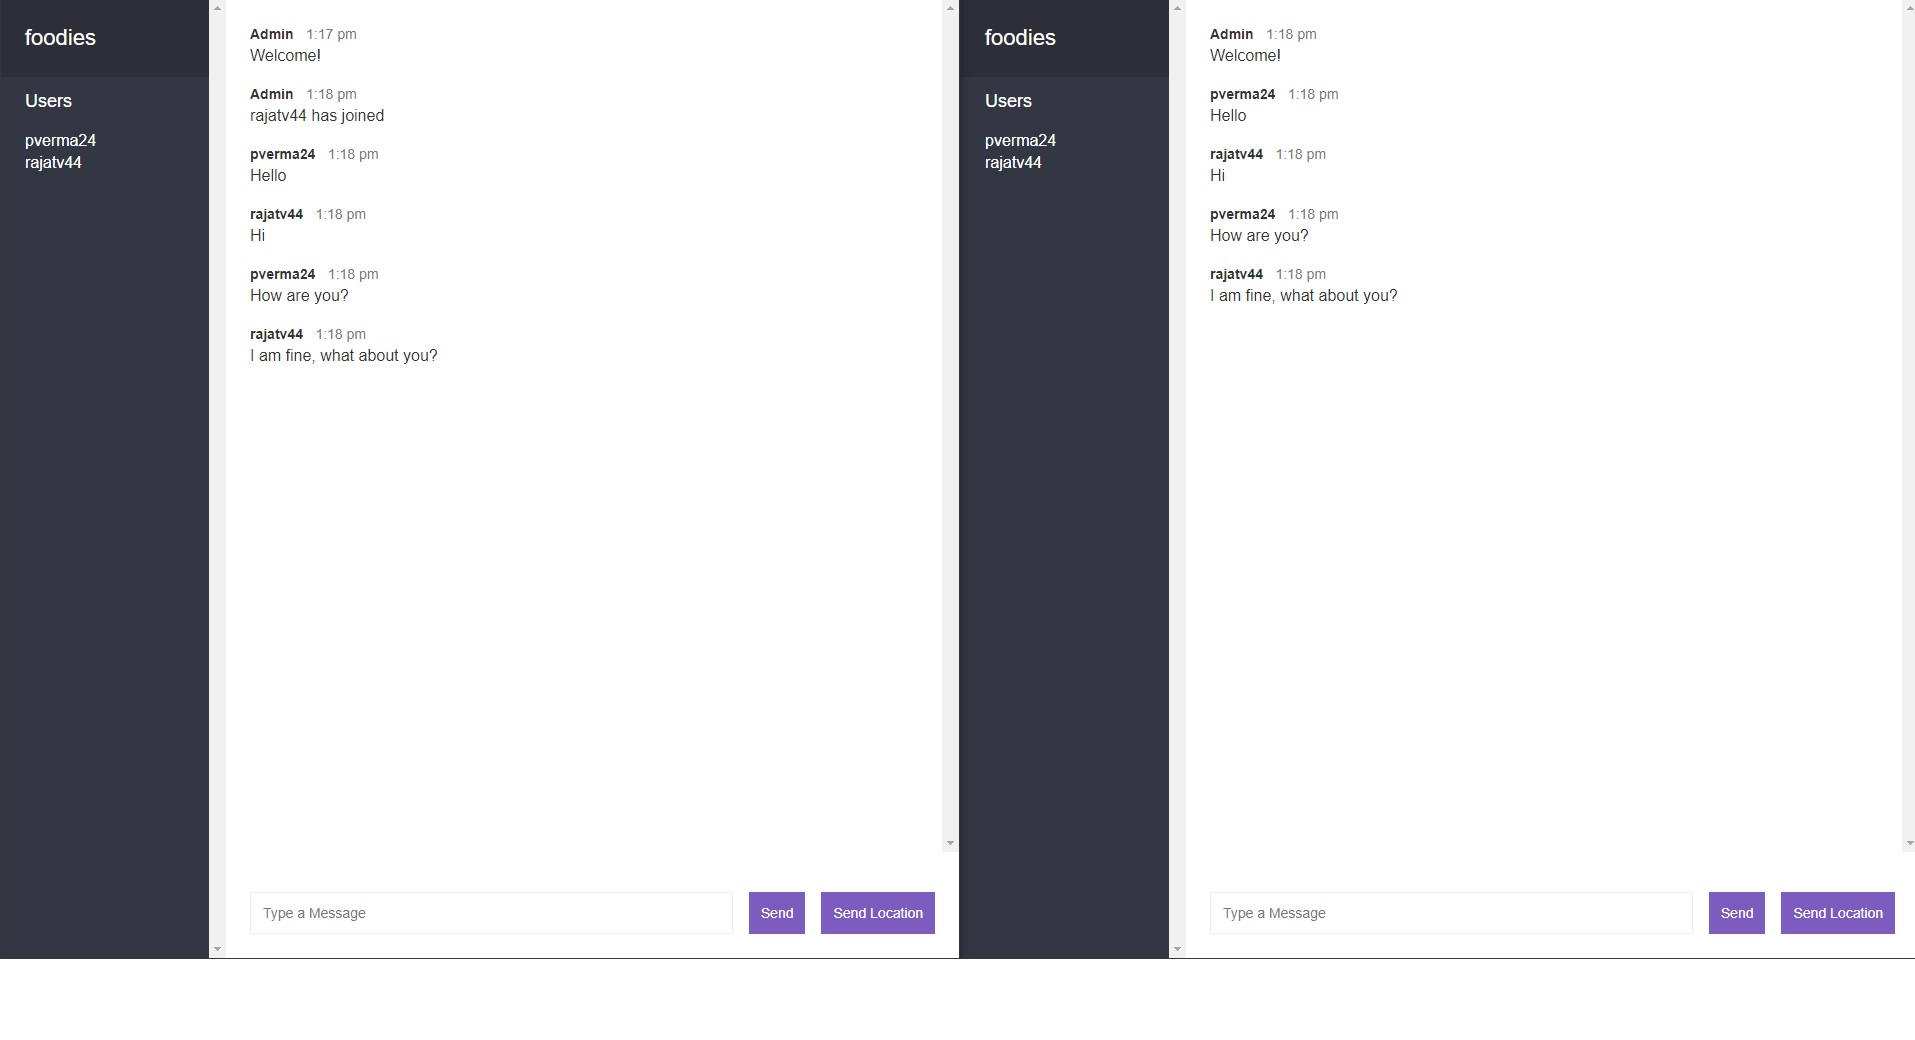 foodies
Users
pverma24
rajatv44
Admin 1:17 pm
Welcome!
Admin 1:18 pm
rajatv44 has joined
pverma24 1:18 pm
Hello
rajatv44 1:18 pm
Hi
pverma24 1:18 pm
How are you?
rajatv44 1:18 pm
I am fine, what about you?
Type a Message
Send
Send Location
foodies
Users
pverma24
rajatv44
Admin 1:18 pm
Welcome!
pverma24 1:18 pm
Hello
rajatv44 1:18 pm
Hi
pverma24 1:18 pm
How are you?
rajatv44 1:18 pm
I am fine, what about you?
Type a Message
Send
Send Location